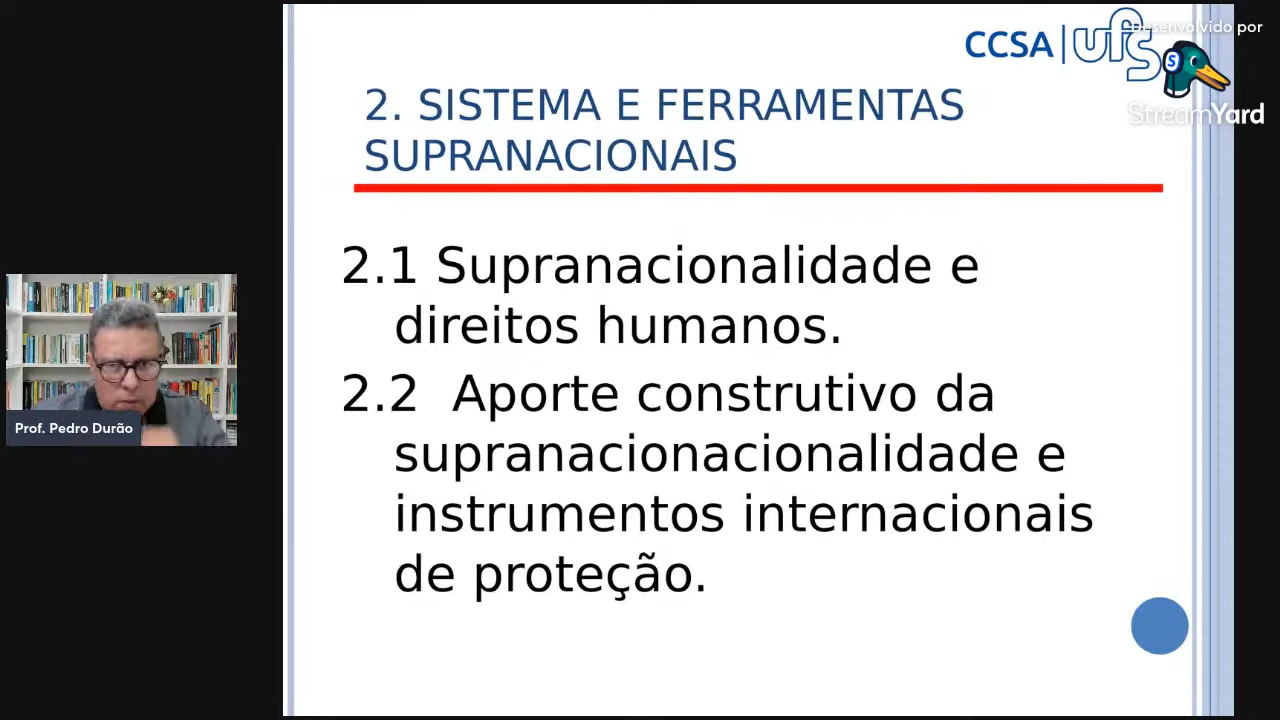 CCSA
ufs
Desenvolvido por
StreamYard
2. SISTEMA E FERRAMENTAS
SUPRANACIONAIS
2.1 Supranacionalidade e
direitos humanos.
2.2 Aporte construtivo da
supranacionacionalidade e
instrumentos internacionais
de proteção.
Prof. Pedro Durão